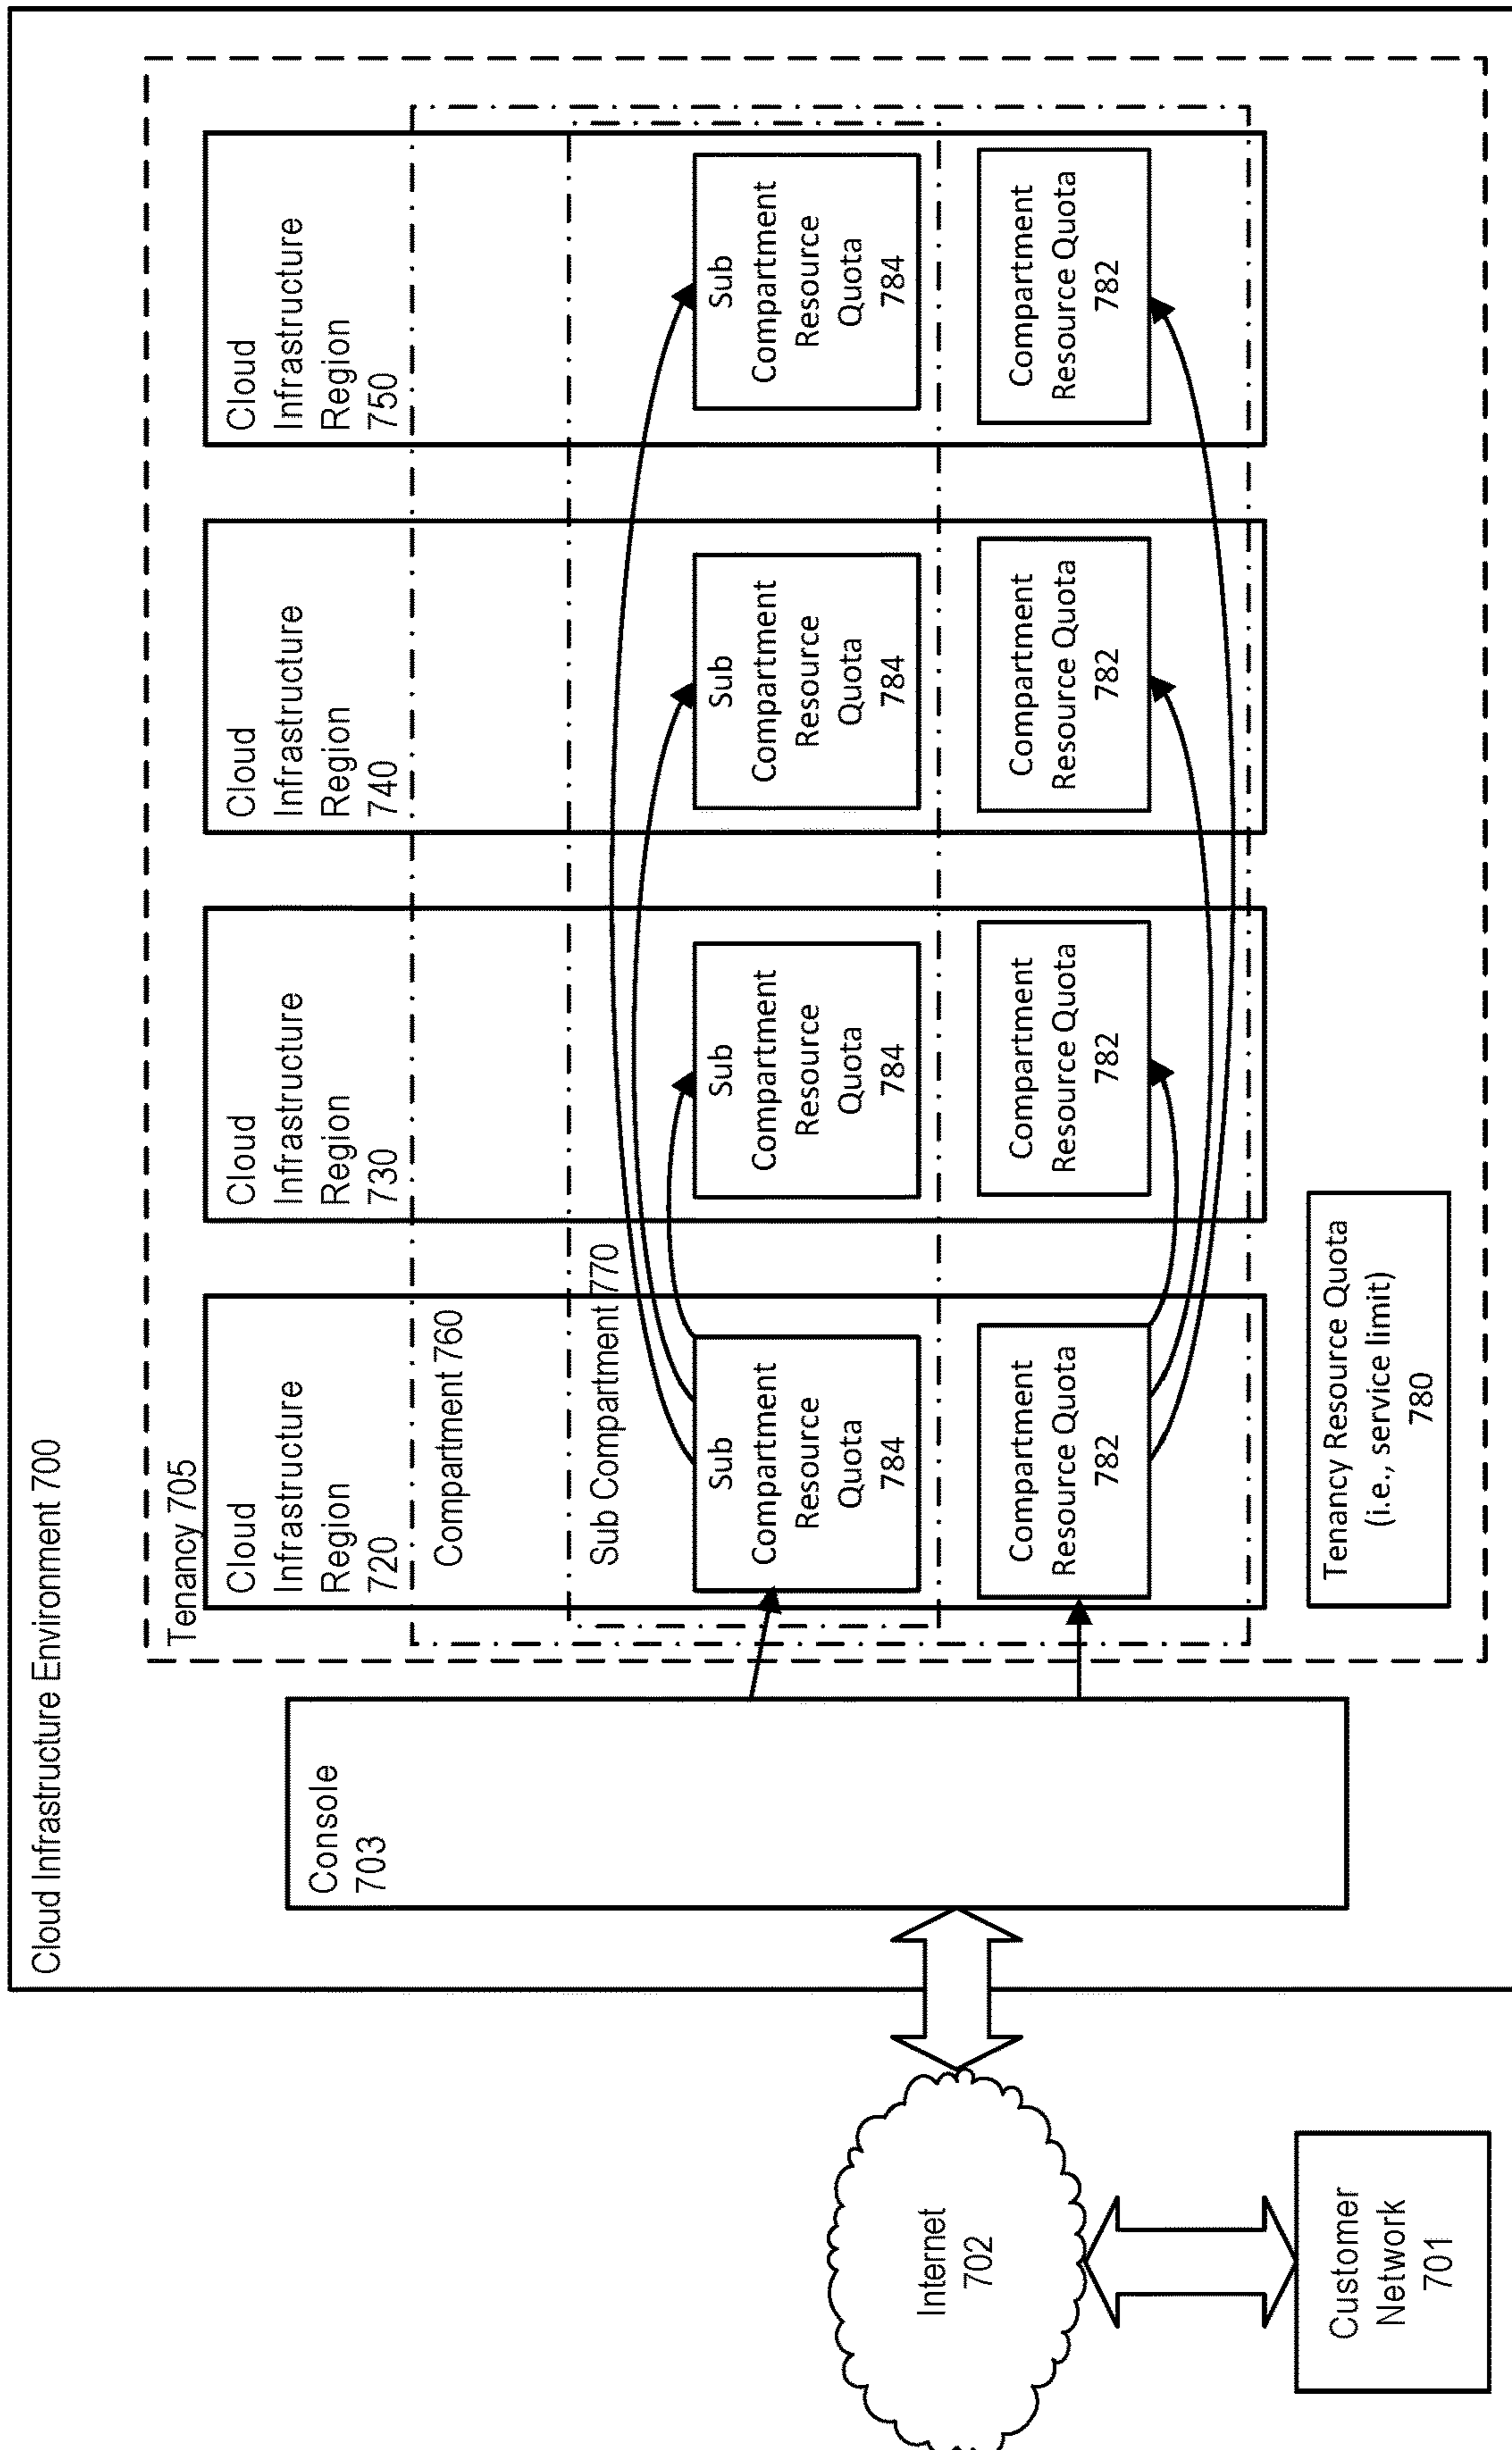 Cloud Infrastructure Environment 700
Tenancy 705
Console
703
Cloud
Infrastructure
Region
720
Cloud
Infrastructure
Region
730
Cloud
Infrastructure
Region
740
Cloud
Infrastructure
Region
750
Compartment 760
Sub Compartment 770
Sub
Compartment
Resource
Quota
784
Sub
Compartment
Resource
Quota
784
Sub
Compartment
Resource
Quota
784
Sub
Compartment
Resource
Quota
784
Compartment
Resource Quota
782
Compartment
Resource Quota
782
Compartment
Resource Quota
782
Compartment
Resource Quota
782
Tenancy Resource Quota
(i.e., service limit)
780
Internet
702
Customer
Network
701